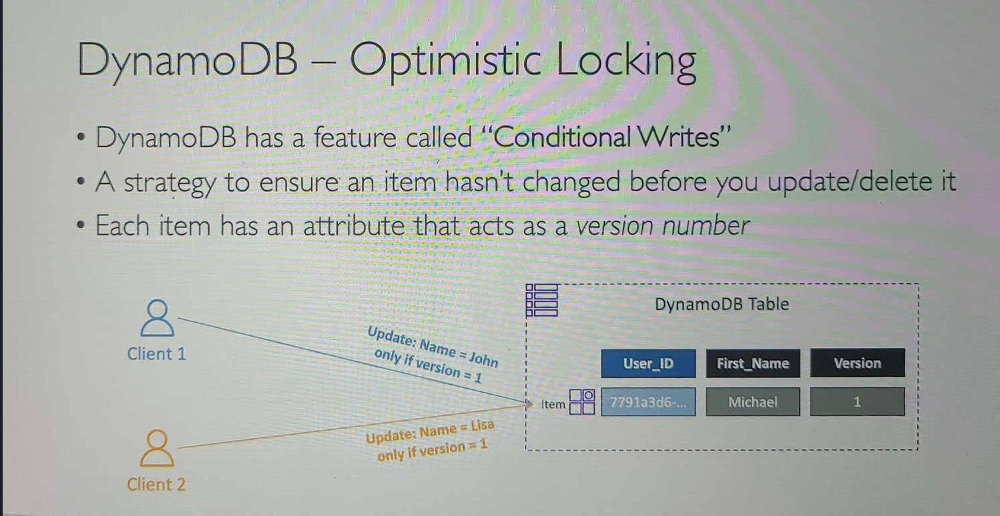 DynamoDB – Optimistic Locking
• DynamoDB has a feature called “Conditional Writes”
• A strategy to ensure an item hasn't changed before you update/delete it
• Each item has an attribute that acts as a version number
Client 1
Update: Name = John
only if version = 1
Client 2
Update: Name = Lisa
only if version = 1
DynamoDB Table
User_ID First_Name Version
Item 7791a3d6-... Michael 1